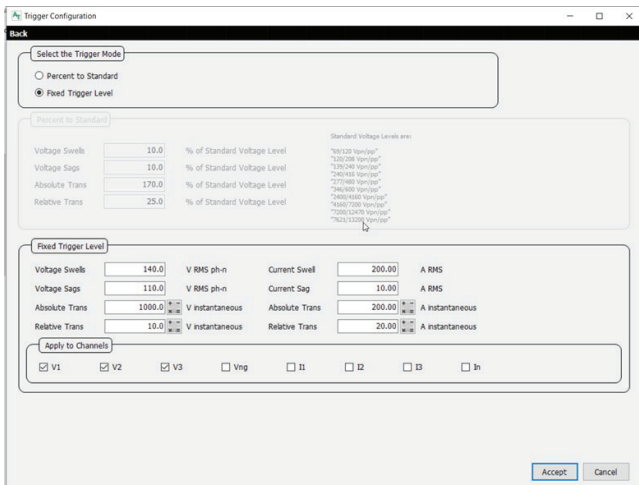 Trigger Configuration
Back
Select the Trigger Mode
Percent to Standard
Fixed Trigger Level
Percent to Standard
Standard Voltage Levels are:
Voltage Swells 10.0 % of Standard Voltage Level
Voltage Sags 10.0 % of Standard Voltage Level
Absolute Trans 170.0 % of Standard Voltage Level
Relative Trans 25.0 % of Standard Voltage Level
"69/120 Vpn/pp"
"120/208 Vpn/pp"
"139/240 Vpn/pp"
"240/416 Vpn/pp"
"277/480 Vpn/pp"
"346/600 Vpn/pp"
"2400/4160 Vpn/pp"
"4160/7200 Vpn/pp"
"7200/12470 Vpn/pp"
"7621/13200 Vpn/pp"
Fixed Trigger Level
Voltage Swells 140.0 V RMS ph-n Current Swell 200.00 A RMS
Voltage Sags 110.0 V RMS ph-n Current Sag 10.00 A RMS
Absolute Trans 1000.0 V instantaneous Absolute Trans 200.00 A instantaneous
Relative Trans 10.0 V instantaneous Relative Trans 20.00 A instantaneous
Apply to Channels
V1 V2 V3 Vng I1 I2 I3 In
Accept Cancel